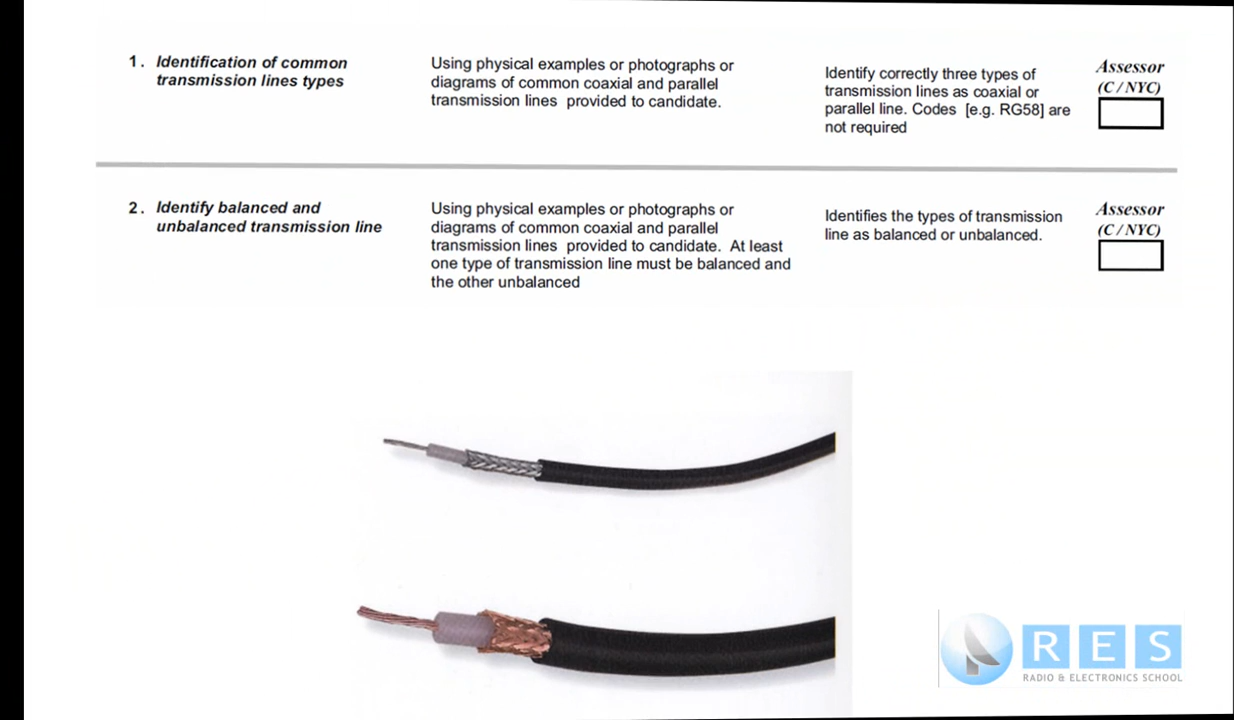 1. Identification of common
transmission lines types
Using physical examples or photographs or
diagrams of common coaxial and parallel
transmission lines provided to candidate.
Identify correctly three types of
transmission lines as coaxial or
parallel line. Codes [e.g. RG58] are
not required
Assessor
(C / NYC)
2. Identify balanced and
unbalanced transmission line
Using physical examples or photographs or
diagrams of common coaxial and parallel
transmission lines provided to candidate. At least
one type of transmission line must be balanced and
the other unbalanced
Identifies the types of transmission
line as balanced or unbalanced.
Assessor
(C / NYC)
RES
RADIO & ELECTRONICS SCHOOL